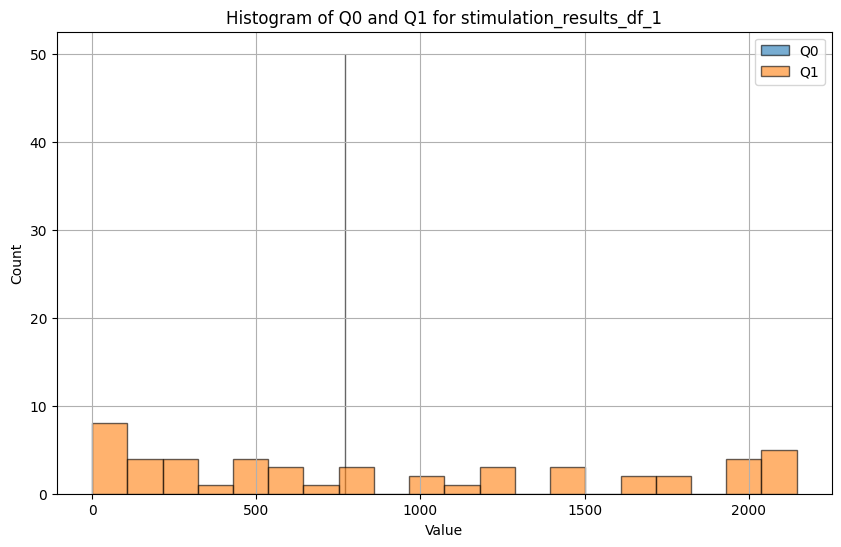 Histogram of Q0 and Q1 for stimulation_results_df_1
Q0
Q1
50
40
30
20
10
0
Count
0 500 1000 1500 2000
Value